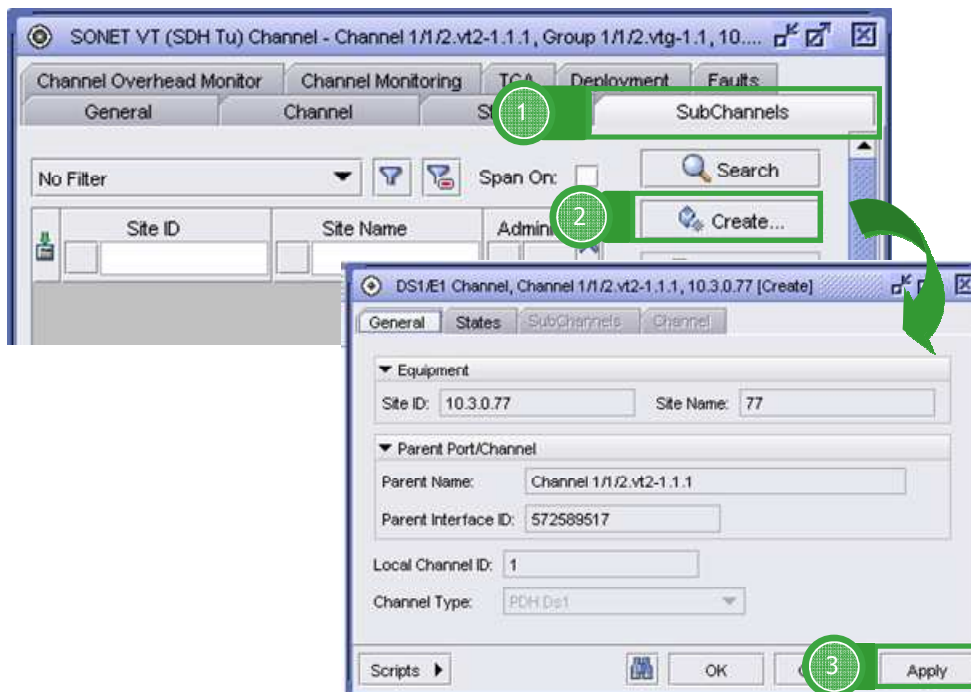 SONET VT (SDH Tu) Channel - Channel 1/1/2.vt2-1.1.1, Group 1/1/2.vtg-1.1, 10....
Channel Overhead Monitor Channel Monitoring TCA Deployment Faults
General Channel St 1 SubChannels
No Filter Span On: Search
2 Create...
Site ID Site Name Admini
DS1/E1 Channel, Channel 1/1/2.vt2-1.1.1, 10.3.0.77 [Create]
General States SubChannels Channel
Equipment
Site ID: 10.3.0.77 Site Name: 77
Parent Port/Channel
Parent Name: Channel 1/1/2.vt2-1.1.1
Parent Interface ID: 572589517
Local Channel ID: 1
Channel Type: PDH Ds1
Scripts OK C 3 Apply